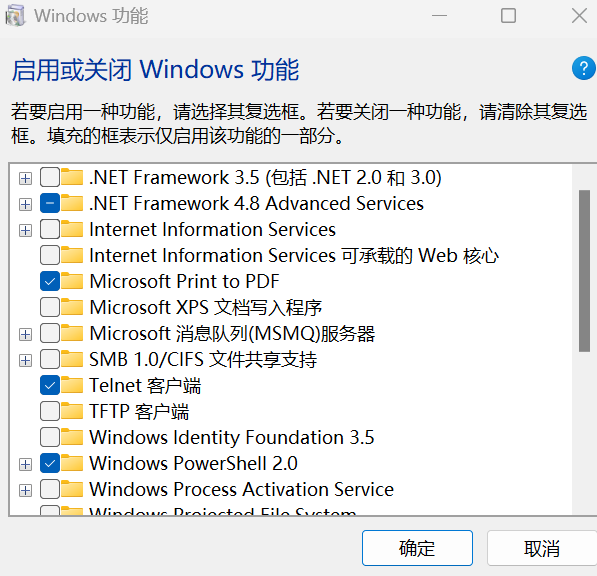 Windows 功能
启用或关闭 Windows 功能
若要启用一种功能，请选择其复选框。若要关闭一种功能，请清除其复选
框。填充的框表示仅启用该功能的一部分。
.NET Framework 3.5 (包括 .NET 2.0 和 3.0)
.NET Framework 4.8 Advanced Services
Internet Information Services
Internet Information Services 可承载的 Web 核心
Microsoft Print to PDF
Microsoft XPS 文档写入程序
Microsoft 消息队列(MSMQ)服务器
SMB 1.0/CIFS 文件共享支持
Telnet 客户端
TFTP 客户端
Windows Identity Foundation 3.5
Windows PowerShell 2.0
Windows Process Activation Service
Windows Projected File System
确定
取消